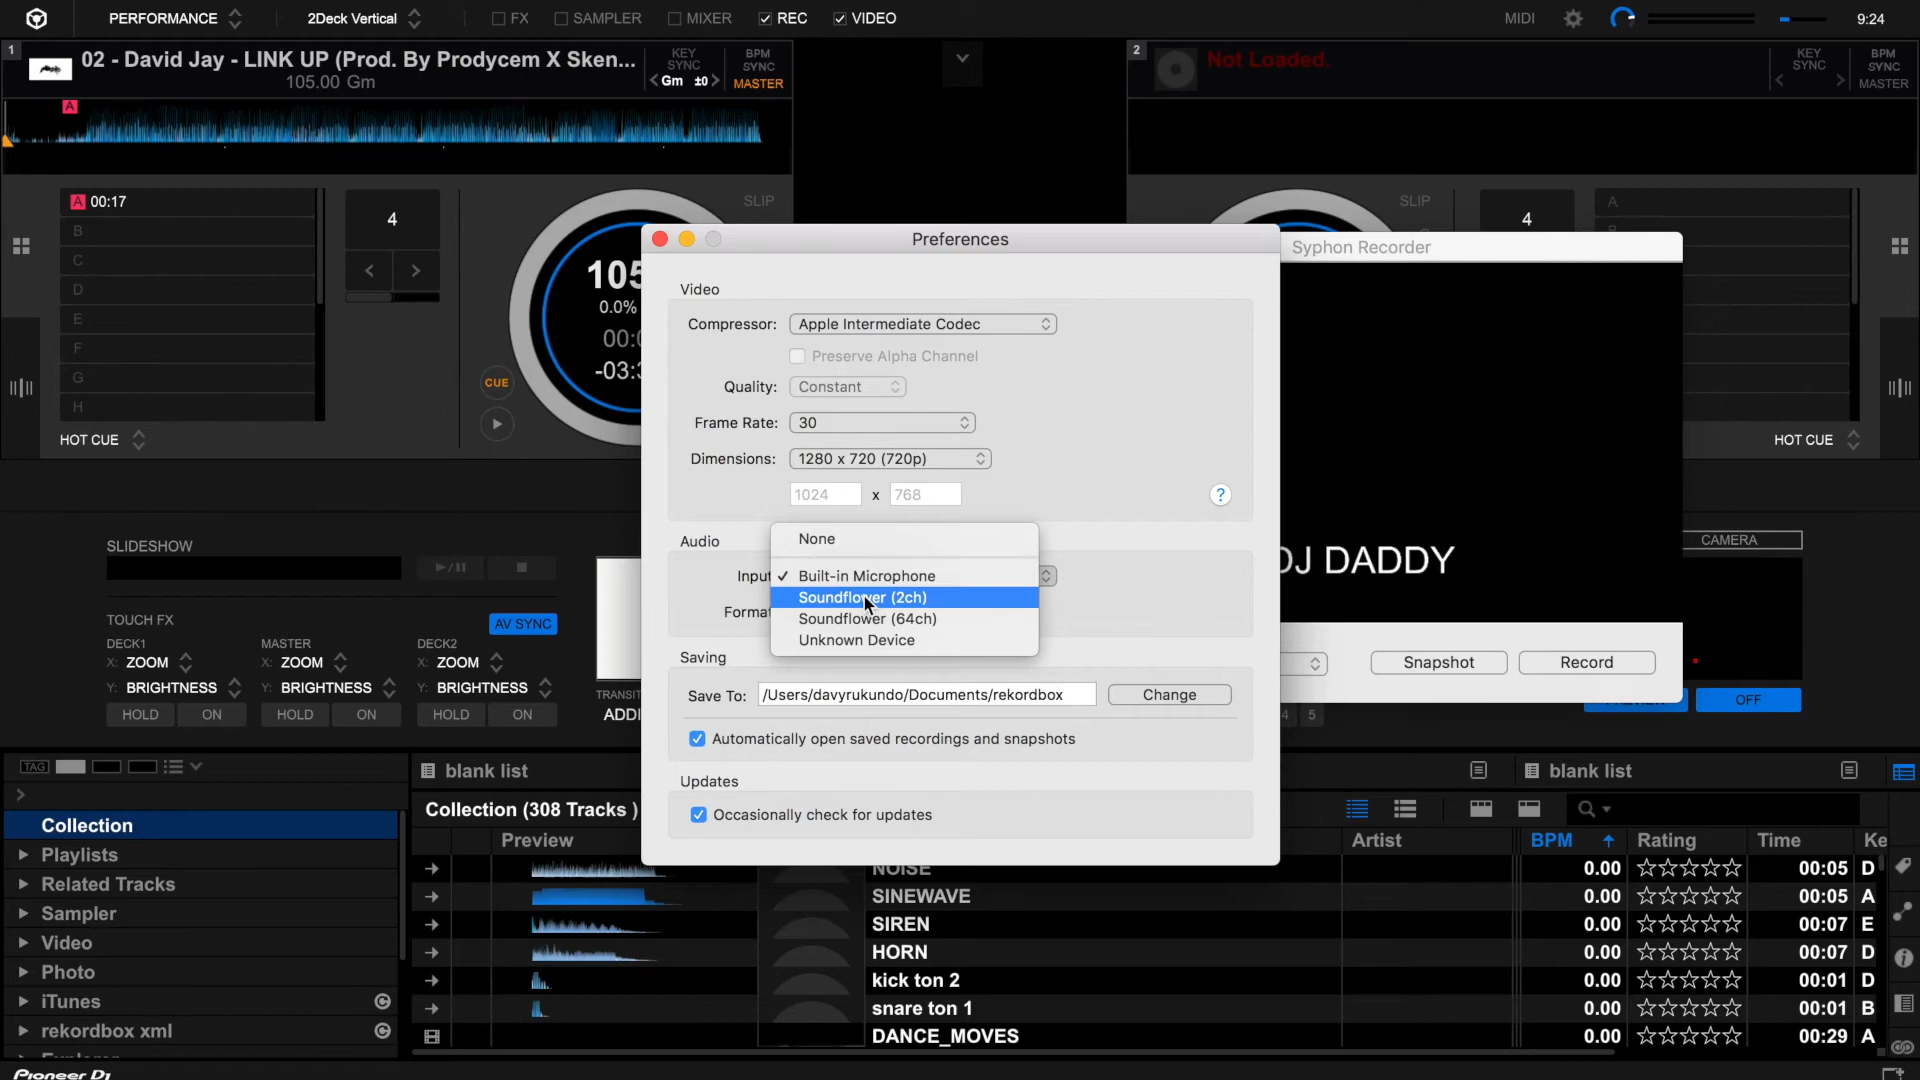 PERFORMANCE 2Deck Vertical FX SAMPLER MIXER REC VIDEO MIDI 9:24
1 02 - David Jay - LINK UP (Prod. By Prodycem X Sken... KEY SYNC BPM SYNC
105.00 Gm < Gm ±0 > MASTER
2 Not Loaded. KEY SYNC BPM SYNC
< > MASTER
A
A 00:17
B
C
D
E
F
G
H
4
< >
HOT CUE
SLIP
105
0.0%
00:0
-03:3
CUE
SLIP
4
A
HOT CUE
Preferences
Video
Compressor: Apple Intermediate Codec
Preserve Alpha Channel
Quality: Constant
Frame Rate: 30
Dimensions: 1280 x 720 (720p)
1024 x 768 ?
Audio
None
Input ✓ Built-in Microphone
Soundflower (2ch)
Format
Soundflower (64ch)
Unknown Device
Saving
Save To: /Users/davyrukundo/Documents/rekordbox Change
Automatically open saved recordings and snapshots
Updates
Occasionally check for updates
Syphon Recorder
DJ DADDY
Snapshot Record
CAMERA
OFF
4 5
SLIDESHOW
TOUCH FX AV SYNC
DECK1 MASTER DECK2
X: ZOOM X: ZOOM X: ZOOM
Y: BRIGHTNESS Y: BRIGHTNESS Y: BRIGHTNESS
HOLD ON HOLD ON HOLD ON
TRANSIT
ADDI
TAG
blank list blank list
Collection
Playlists
Related Tracks
Sampler
Video
Photo
iTunes
rekordbox xml
Collection (308 Tracks )
Preview Artist BPM Rating Time Ke
NOISE 0.00 00:05 D
SINEWAVE 0.00 00:05 A
SIREN 0.00 00:07 E
HORN 0.00 00:07 D
kick ton 2 0.00 00:01 D
snare ton 1 0.00 00:01 B
DANCE_MOVES 0.00 00:29 A
Pioneer Dj